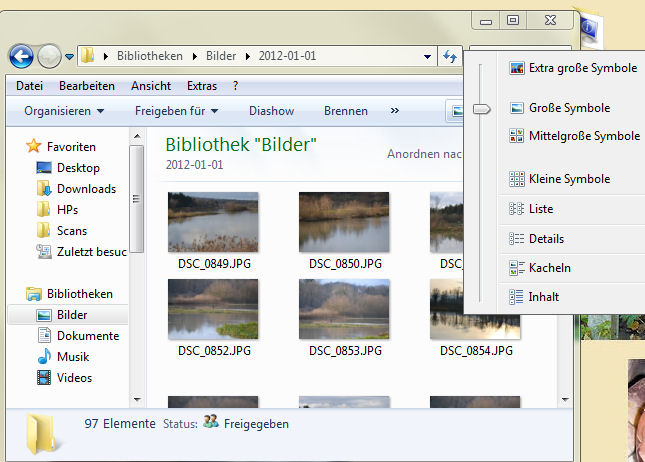 Bibliotheken Bilder 2012-01-01
Datei Bearbeiten Ansicht Extras ?
Organisieren Freigeben für Diashow Brennen »
Favoriten
Desktop
Downloads
HPs
Scans
Zuletzt besuc
Bibliotheken
Bilder
Dokumente
Musik
Videos
Bibliothek "Bilder"
2012-01-01
Anordnen nac
DSC_0849.JPG
DSC_0850.JPG
DSC_
DSC_0852.JPG
DSC_0853.JPG
DSC_0854.JPG
97 Elemente Status: Freigegeben
Extra große Symbole
Große Symbole
Mittelgroße Symbole
Kleine Symbole
Liste
Details
Kacheln
Inhalt